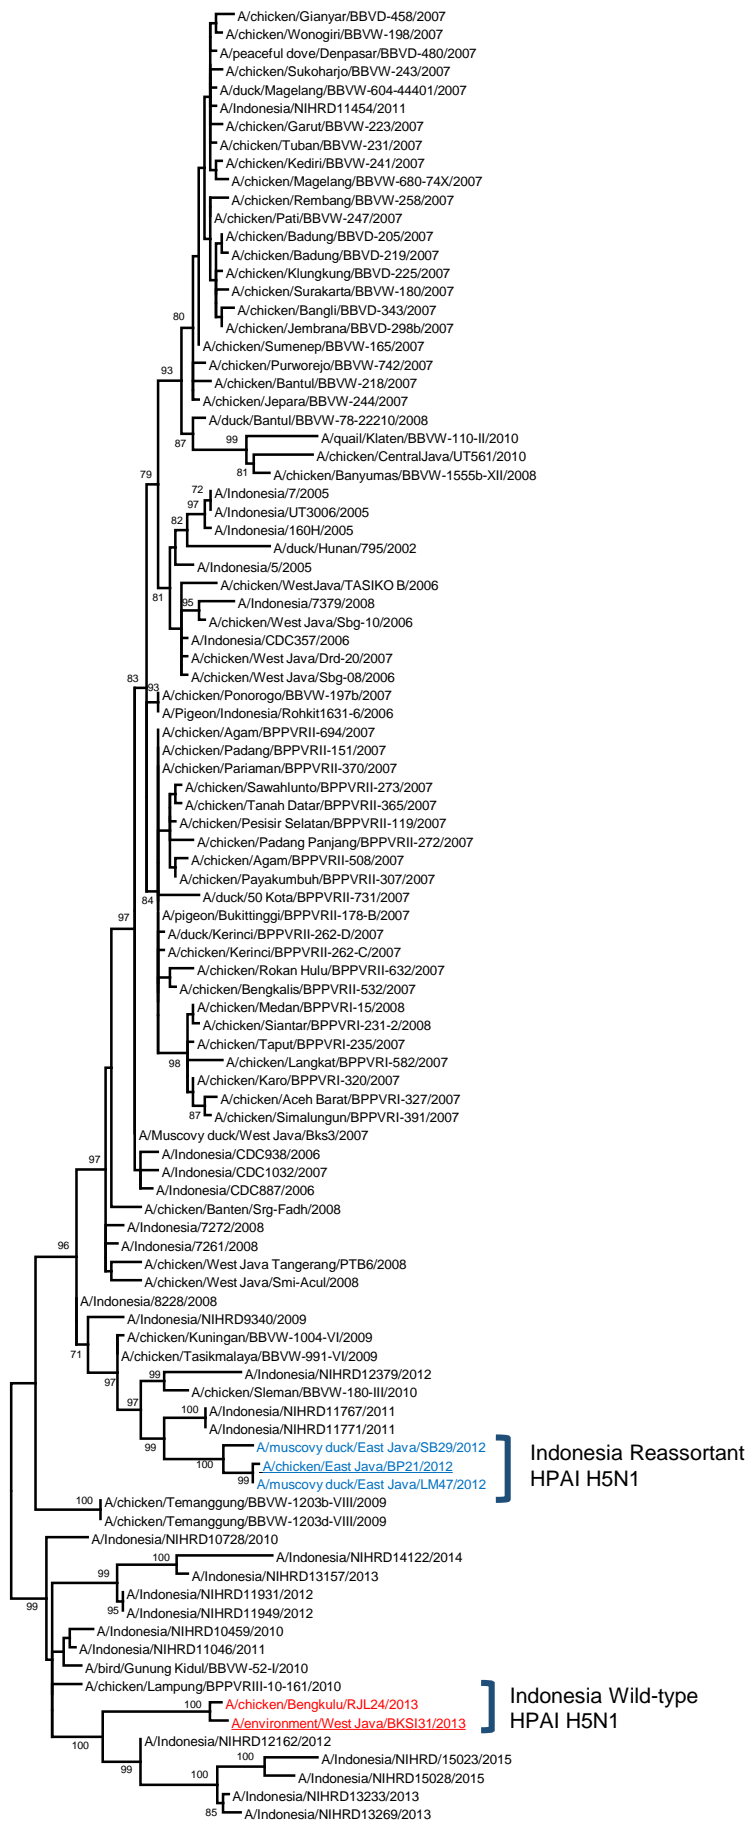 A/chicken/Gianyar/BBVD-458/2007
A/chicken/Wonogiri/BBVW-198/2007
A/peaceful dove/Denpasar/BBVD-480/2007
A/chicken/Sukoharjo/BBVW-243/2007
A/duck/Magelang/BBVW-604-44401/2007
A/Indonesia/NIHRD11454/2011
A/chicken/Garut/BBVW-223/2007
A/chicken/Tuban/BBVW-231/2007
A/chicken/Kediri/BBVW-241/2007
A/chicken/Magelang/BBVW-680-74X/2007
A/chicken/Rembang/BBVW-258/2007
A/chicken/Pati/BBVW-247/2007
A/chicken/Badung/BBVD-205/2007
A/chicken/Badung/BBVD-219/2007
A/chicken/Klungkung/BBVD-225/2007
A/chicken/Surakarta/BBVW-180/2007
A/chicken/Bangli/BBVD-343/2007
80
A/chicken/Jembrana/BBVD-298b/2007
A/chicken/Sumenep/BBVW-165/2007
A/chicken/Purworejo/BBVW-742/2007
93
A/chicken/Bantul/BBVW-218/2007
A/chicken/Jepara/BBVW-244/2007
A/duck/Bantul/BBVW-78-22210/2008
87
99
A/quail/Klaten/BBVW-110-II/2010
A/chicken/CentralJava/UT561/2010
81
A/chicken/Banyumas/BBVW-1555b-XII/2008
79
72
A/Indonesia/7/2005
97
A/Indonesia/UT3006/2005
82
A/Indonesia/160H/2005
A/duck/Hunan/795/2002
A/Indonesia/5/2005
81
A/chicken/WestJava/TASIKO B/2006
95
A/Indonesia/7379/2008
A/chicken/West Java/Sbg-10/2006
A/Indonesia/CDC357/2006
A/chicken/West Java/Drd-20/2007
A/chicken/West Java/Sbg-08/2006
83
93
A/chicken/Ponorogo/BBVW-197b/2007
A/Pigeon/Indonesia/Rohkit1631-6/2006
A/chicken/Agam/BPPVRII-694/2007
A/chicken/Padang/BPPVRII-151/2007
A/chicken/Pariaman/BPPVRII-370/2007
A/chicken/Sawahlunto/BPPVRII-273/2007
A/chicken/Tanah Datar/BPPVRII-365/2007
A/chicken/Pesisir Selatan/BPPVRII-119/2007
A/chicken/Padang Panjang/BPPVRII-272/2007
A/chicken/Agam/BPPVRII-508/2007
A/chicken/Payakumbuh/BPPVRII-307/2007
84
A/duck/50 Kota/BPPVRII-731/2007
97
A/pigeon/Bukittinggi/BPPVRII-178-B/2007
A/duck/Kerinci/BPPVRII-262-D/2007
A/chicken/Kerinci/BPPVRII-262-C/2007
A/chicken/Rokan Hulu/BPPVRII-632/2007
A/chicken/Bengkalis/BPPVRII-532/2007
A/chicken/Medan/BPPVRI-15/2008
A/chicken/Siantar/BPPVRI-231-2/2008
A/chicken/Taput/BPPVRI-235/2007
98
A/chicken/Langkat/BPPVRI-582/2007
A/chicken/Karo/BPPVRI-320/2007
A/chicken/Aceh Barat/BPPVRI-327/2007
87
A/chicken/Simalungun/BPPVRI-391/2007
A/Muscovy duck/West Java/Bks3/2007
A/Indonesia/CDC938/2006
97
A/Indonesia/CDC1032/2007
A/Indonesia/CDC887/2006
A/chicken/Banten/Srg-Fadh/2008
A/Indonesia/7272/2008
96
A/Indonesia/7261/2008
A/chicken/West Java Tangerang/PTB6/2008
A/chicken/West Java/Smi-Acul/2008
A/Indonesia/8228/2008
A/Indonesia/NIHRD9340/2009
A/chicken/Kuningan/BBVW-1004-VI/2009
71
A/chicken/Tasikmalaya/BBVW-991-VI/2009
97
99
A/Indonesia/NIHRD12379/2012
A/chicken/Sleman/BBVW-180-III/2010
97
100
A/Indonesia/NIHRD11767/2011
A/Indonesia/NIHRD11771/2011
99
A/muscovy duck/East Java/SB29/2012
100
A/chicken/East Java/BP21/2012
99
A/muscovy duck/East Java/LM47/2012
Indonesia Reassortant
HPAI H5N1
100
A/chicken/Temanggung/BBVW-1203b-VIII/2009
A/chicken/Temanggung/BBVW-1203d-VIII/2009
A/Indonesia/NIHRD10728/2010
100
A/Indonesia/NIHRD14122/2014
99
A/Indonesia/NIHRD13157/2013
A/Indonesia/NIHRD11931/2012
99
95
A/Indonesia/NIHRD11949/2012
A/Indonesia/NIHRD10459/2010
A/Indonesia/NIHRD11046/2011
A/bird/Gunung Kidul/BBVW-52-I/2010
A/chicken/Lampung/BPPVRIII-10-161/2010
100
A/chicken/Bengkulu/RJL24/2013
A/environment/West Java/BKSI31/2013
Indonesia Wild-type
HPAI H5N1
100
A/Indonesia/NIHRD12162/2012
99
100
A/Indonesia/NIHRD/15023/2015
100
A/Indonesia/NIHRD15028/2015
A/Indonesia/NIHRD13233/2013
85
A/Indonesia/NIHRD13269/2013